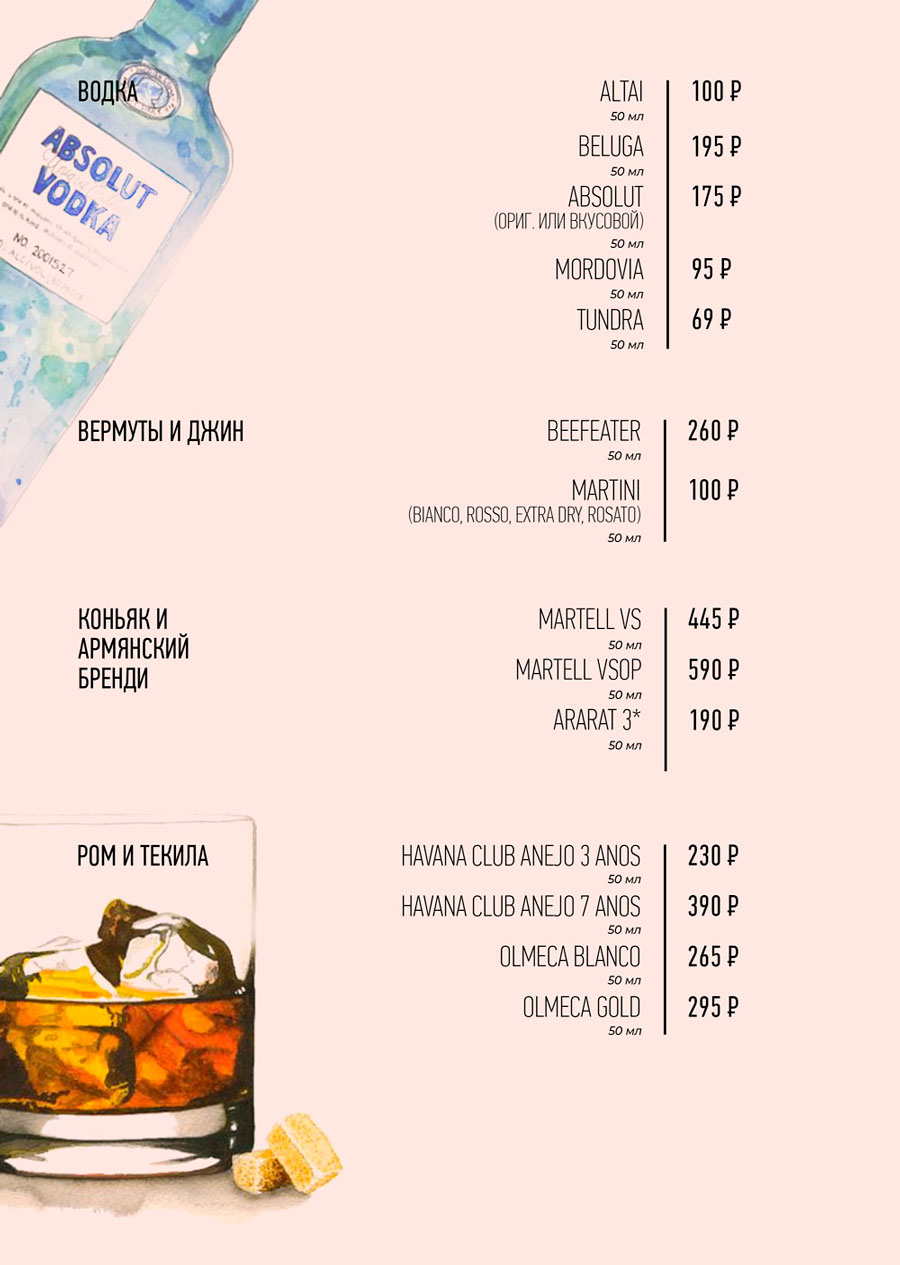 ВОДКА
ALTAI 100 ₽
50 мл
BELUGA 195 ₽
50 мл
ABSOLUT 175 ₽
(ОРИГ. ИЛИ ВКУСОВОЙ)
50 мл
MORDOVIA 95 ₽
50 мл
TUNDRA 69 ₽
50 мл
ABSOLUT
VODKA
NO. 2001527
ВЕРМУТЫ И ДЖИН
BEEFEATER 260 ₽
50 мл
MARTINI 100 ₽
(BIANCO, ROSSO, EXTRA DRY, ROSATO)
50 мл
КОНЬЯК И
АРМЯНСКИЙ
БРЕНДИ
MARTELL VS 445 ₽
50 мл
MARTELL VSOP 590 ₽
50 мл
ARARAT 3* 190 ₽
50 мл
РОМ И ТЕКИЛА
HAVANA CLUB ANEJO 3 ANOS 230 ₽
50 мл
HAVANA CLUB ANEJO 7 ANOS 390 ₽
50 мл
OLMECA BLANCO 265 ₽
50 мл
OLMECA GOLD 295 ₽
50 мл